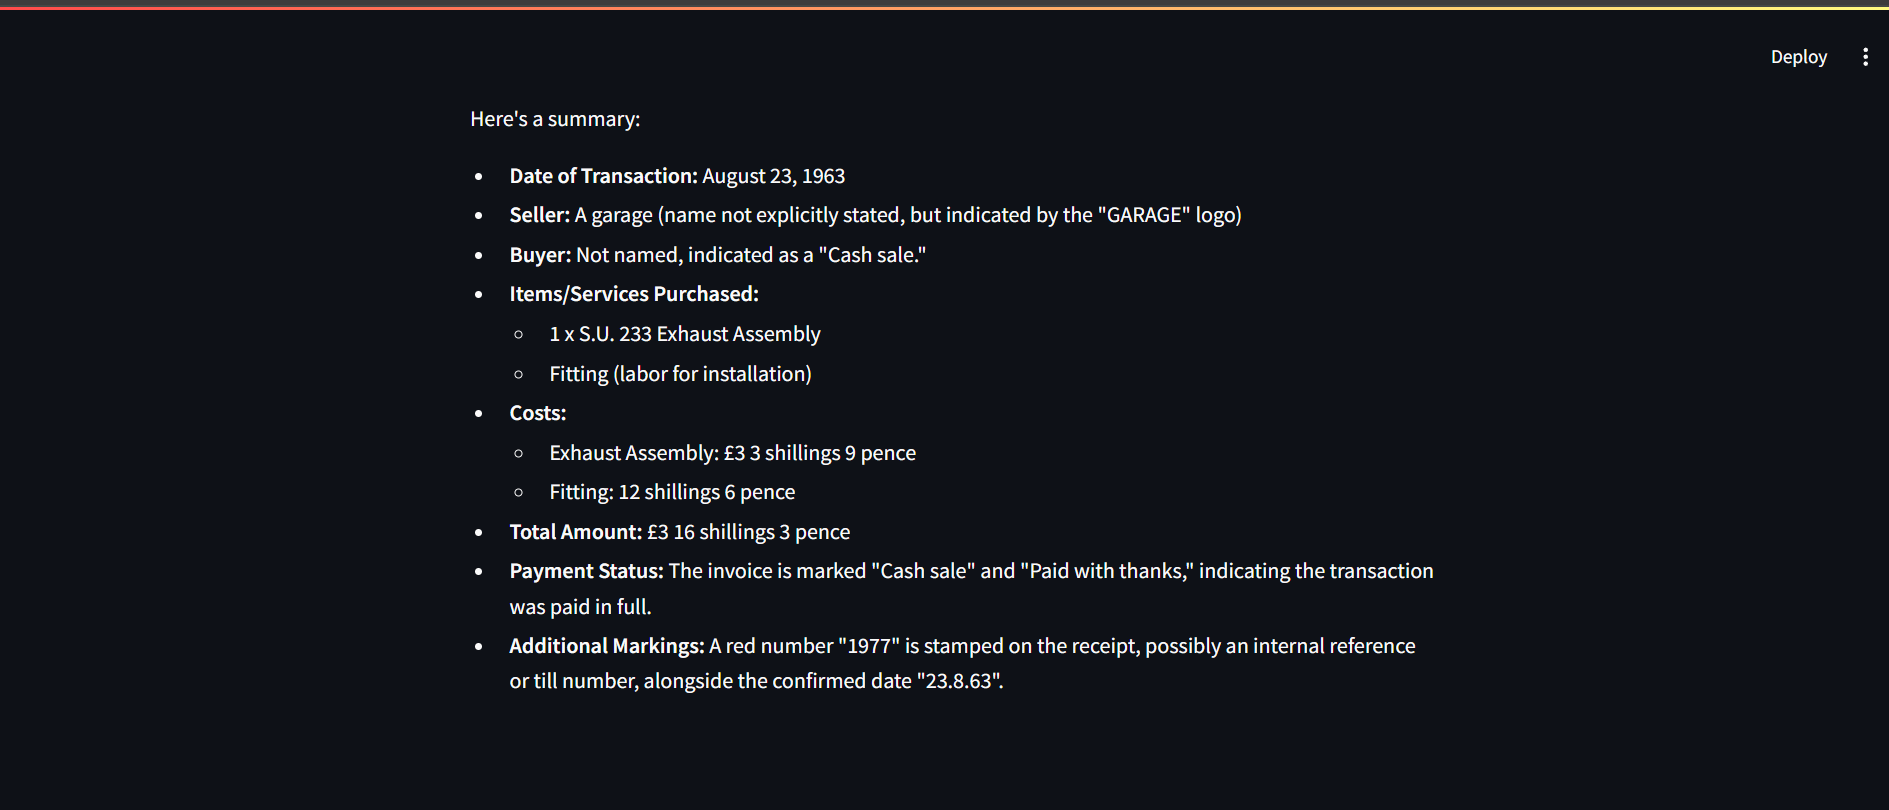 Deploy
Here's a summary:
Date of Transaction: August 23, 1963
Seller: A garage (name not explicitly stated, but indicated by the "GARAGE" logo)
Buyer: Not named, indicated as a "Cash sale."
Items/Services Purchased:
1 x S.U. 233 Exhaust Assembly
Fitting (labor for installation)
Costs:
Exhaust Assembly: £3 3 shillings 9 pence
Fitting: 12 shillings 6 pence
Total Amount: £3 16 shillings 3 pence
Payment Status: The invoice is marked "Cash sale" and "Paid with thanks," indicating the transaction
was paid in full.
Additional Markings: A red number "1977" is stamped on the receipt, possibly an internal reference
or till number, alongside the confirmed date "23.8.63".